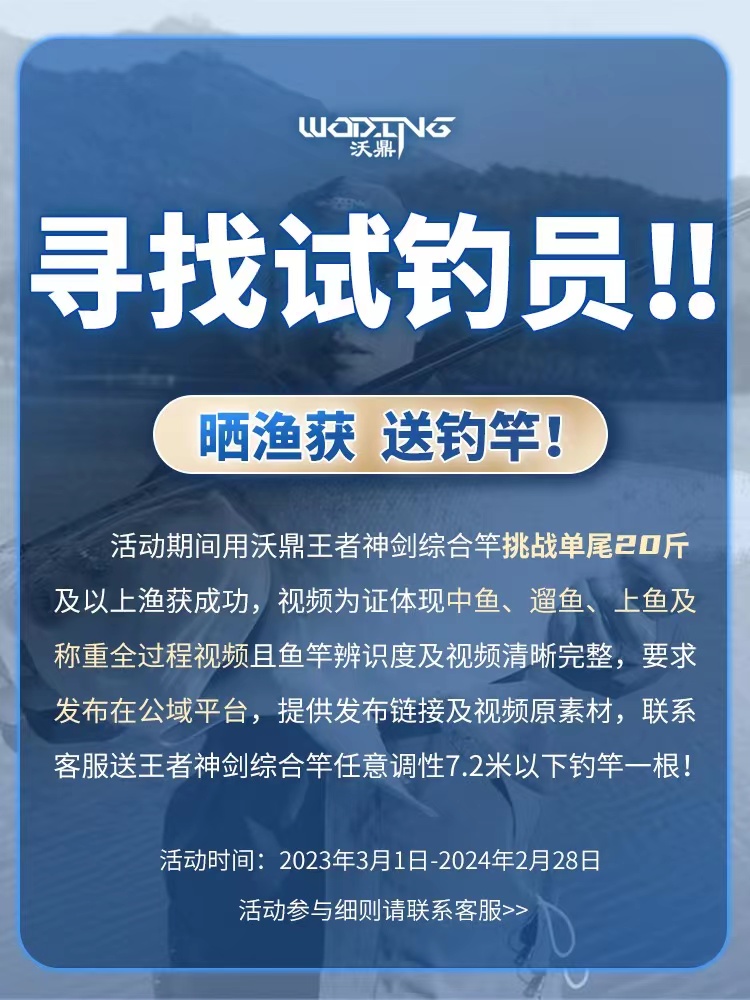 WODING
沃鼎
寻找试钓员!!
晒渔获 送钓竿!
活动期间用沃鼎王者神剑综合竿挑战单尾20斤
及以上渔获成功，视频为证体现中鱼、遛鱼、上鱼及
称重全过程视频且鱼竿辨识度及视频清晰完整，要求
发布在公域平台，提供发布链接及视频原素材，联系
客服送王者神剑综合竿任意调性7.2米以下钓竿一根！
活动时间：2023年3月1日-2024年2月28日
活动参与细则请联系客服>>